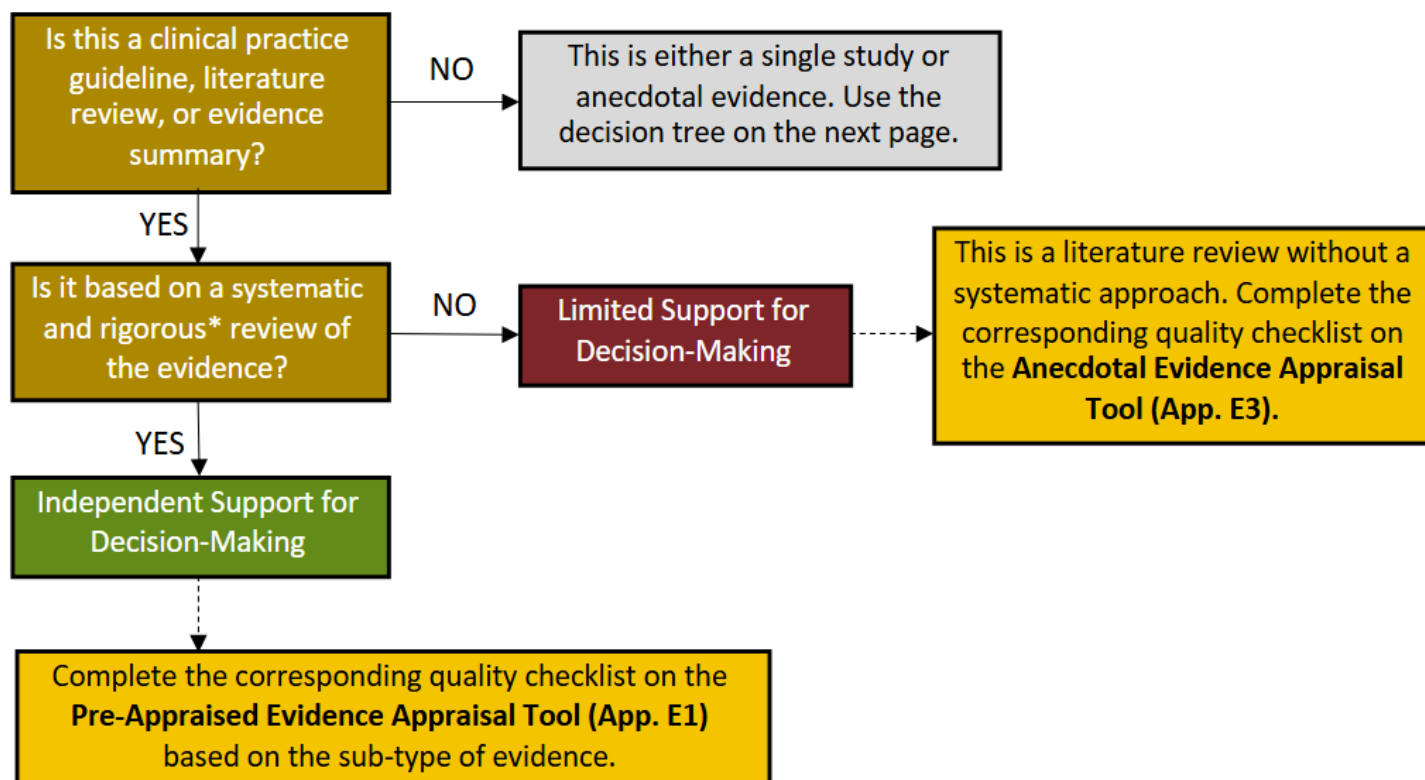 Is this a clinical practice
guideline, literature
review, or evidence
summary?
NO
This is either a single study or
anecdotal evidence. Use the
decision tree on the next page.
YES
Is it based on a systematic
and rigorous* review of
the evidence?
NO
Limited Support for
Decision-Making
This is a literature review without a
systematic approach. Complete the
corresponding quality checklist on
the Anecdotal Evidence Appraisal
Tool (App. E3).
YES
Independent Support for
Decision-Making
Complete the corresponding quality checklist on the
Pre-Appraised Evidence Appraisal Tool (App. E1)
based on the sub-type of evidence.